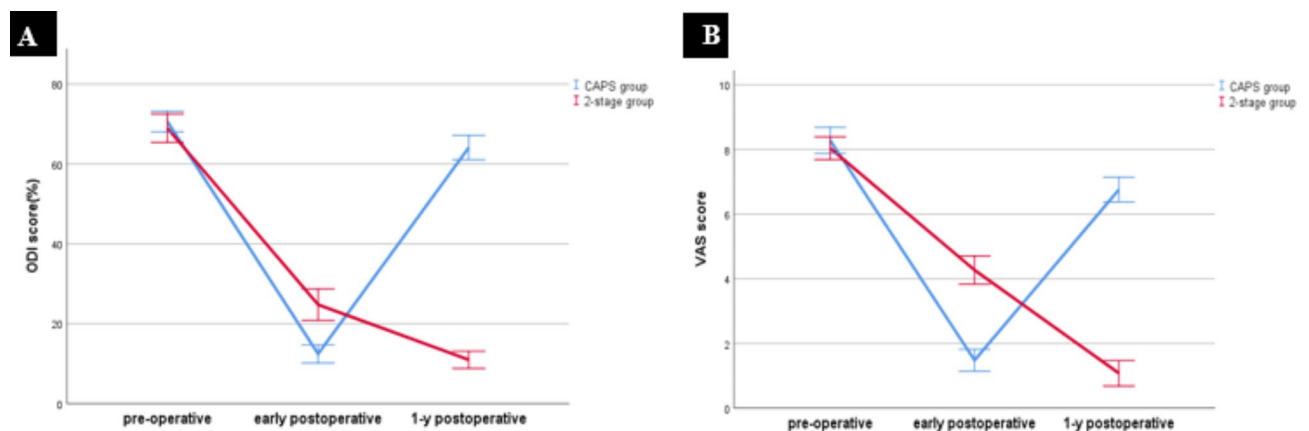 A
CAPS group
2-stage group
80
60
40
20
0
ODI score(%)
pre-operative early postoperative 1-y postoperative
B
CAPS group
2-stage group
10
8
6
4
2
0
VAS score
pre-operative early postoperative 1-y postoperative